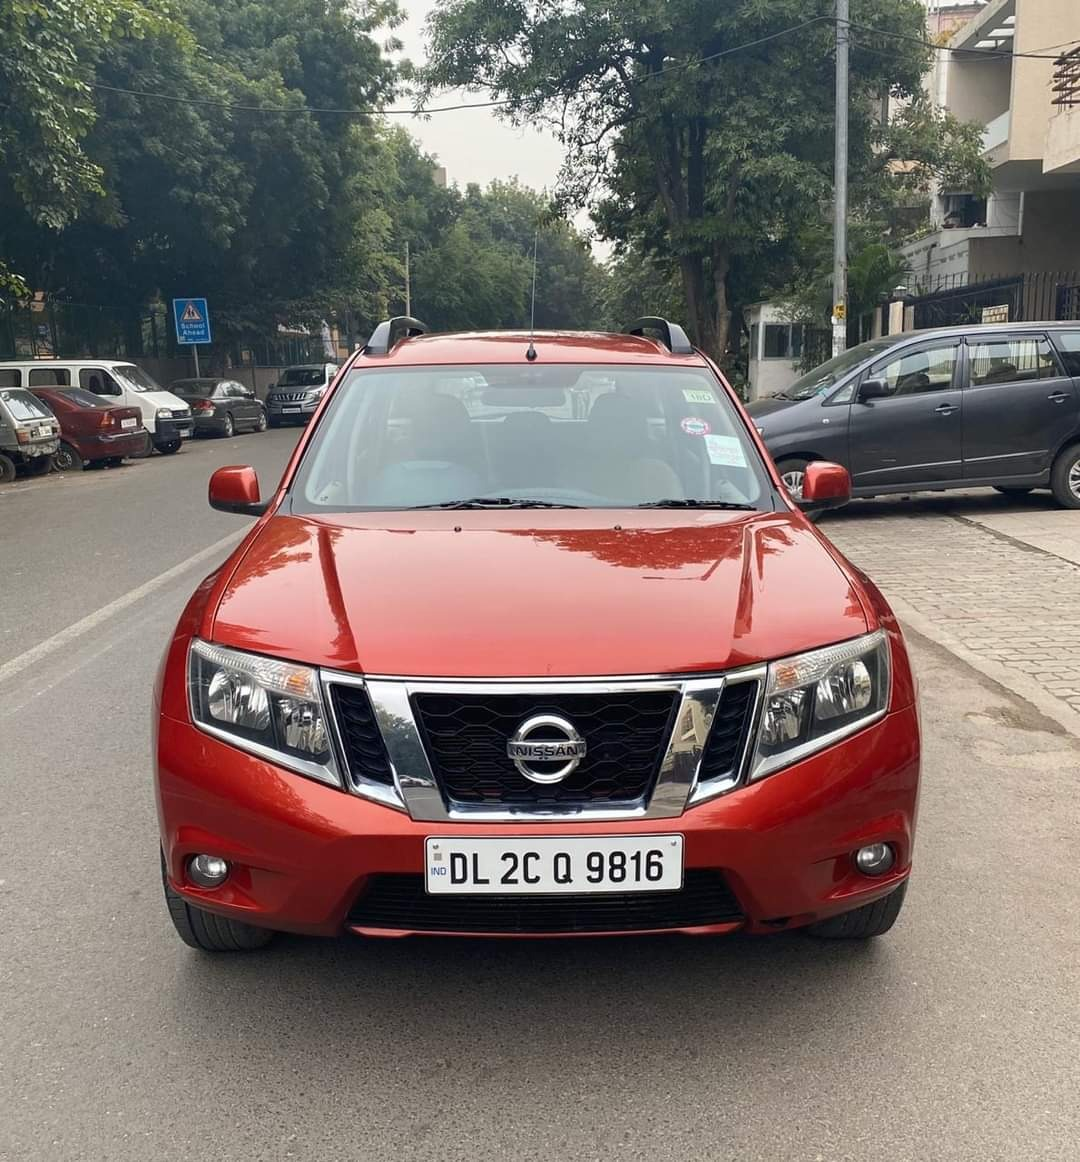 School
Ahead
NISSAN
IND
DL 2C Q 9816